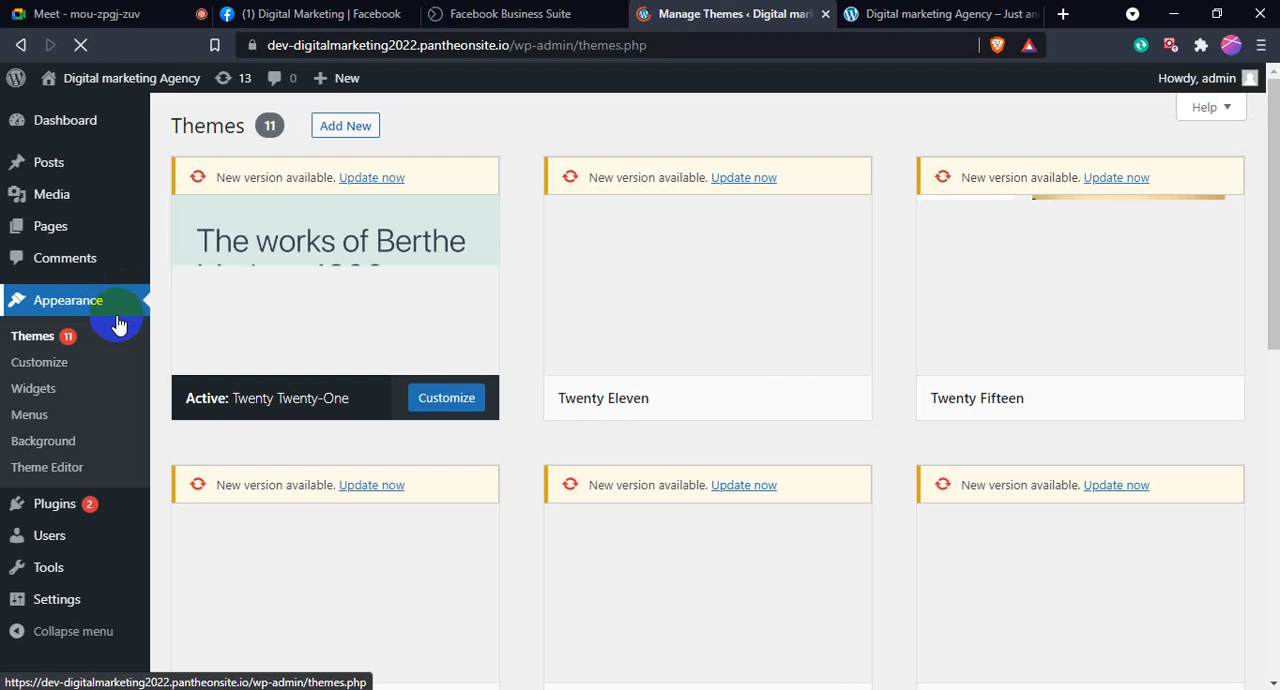 Meet - mou-zpgj-zuv
(1) Digital Marketing | Facebook
Facebook Business Suite
Manage Themes ‹ Digital mar
Digital marketing Agency – Just an
dev-digitalmarketing2022.pantheonsite.io/wp-admin/themes.php
Digital marketing Agency 13 0 New
Howdy, admin
Help
Dashboard
Posts
Media
Pages
Comments
Appearance
Themes 11
Customize
Widgets
Menus
Background
Theme Editor
Plugins 2
Users
Tools
Settings
Collapse menu
Themes 11 Add New
New version available. Update now
The works of Berthe
Active: Twenty Twenty-One Customize
New version available. Update now
Twenty Eleven
New version available. Update now
Twenty Fifteen
New version available. Update now
New version available. Update now
New version available. Update now
https://dev-digitalmarketing2022.pantheonsite.io/wp-admin/themes.php